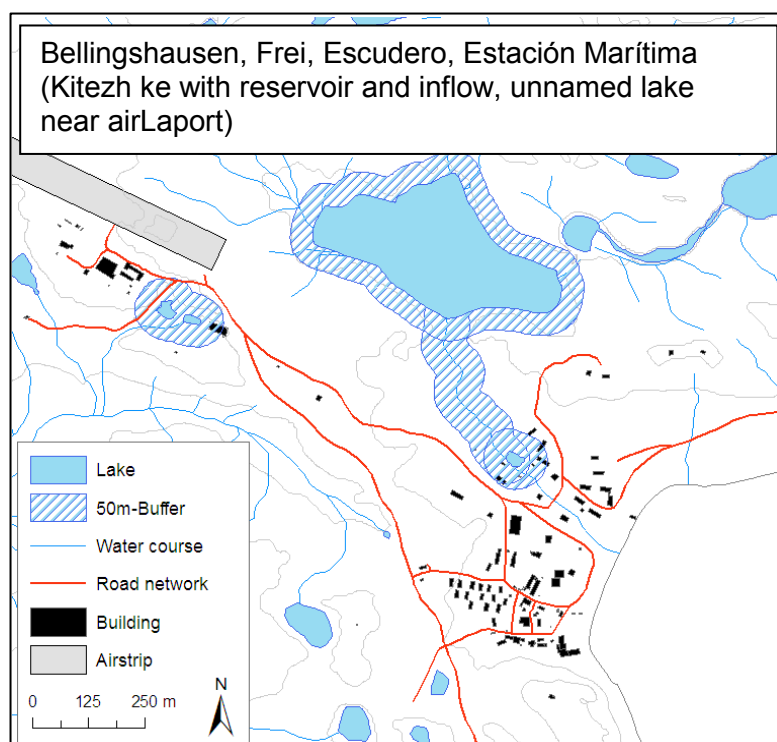 Bellingshausen, Frei, Escudero, Estación Marítima
(Kitezh ke with reservoir and inflow, unnamed lake
near airLaport)
Lake
50m-Buffer
Water course
Road network
Building
Airstrip
0 125 250 m
N